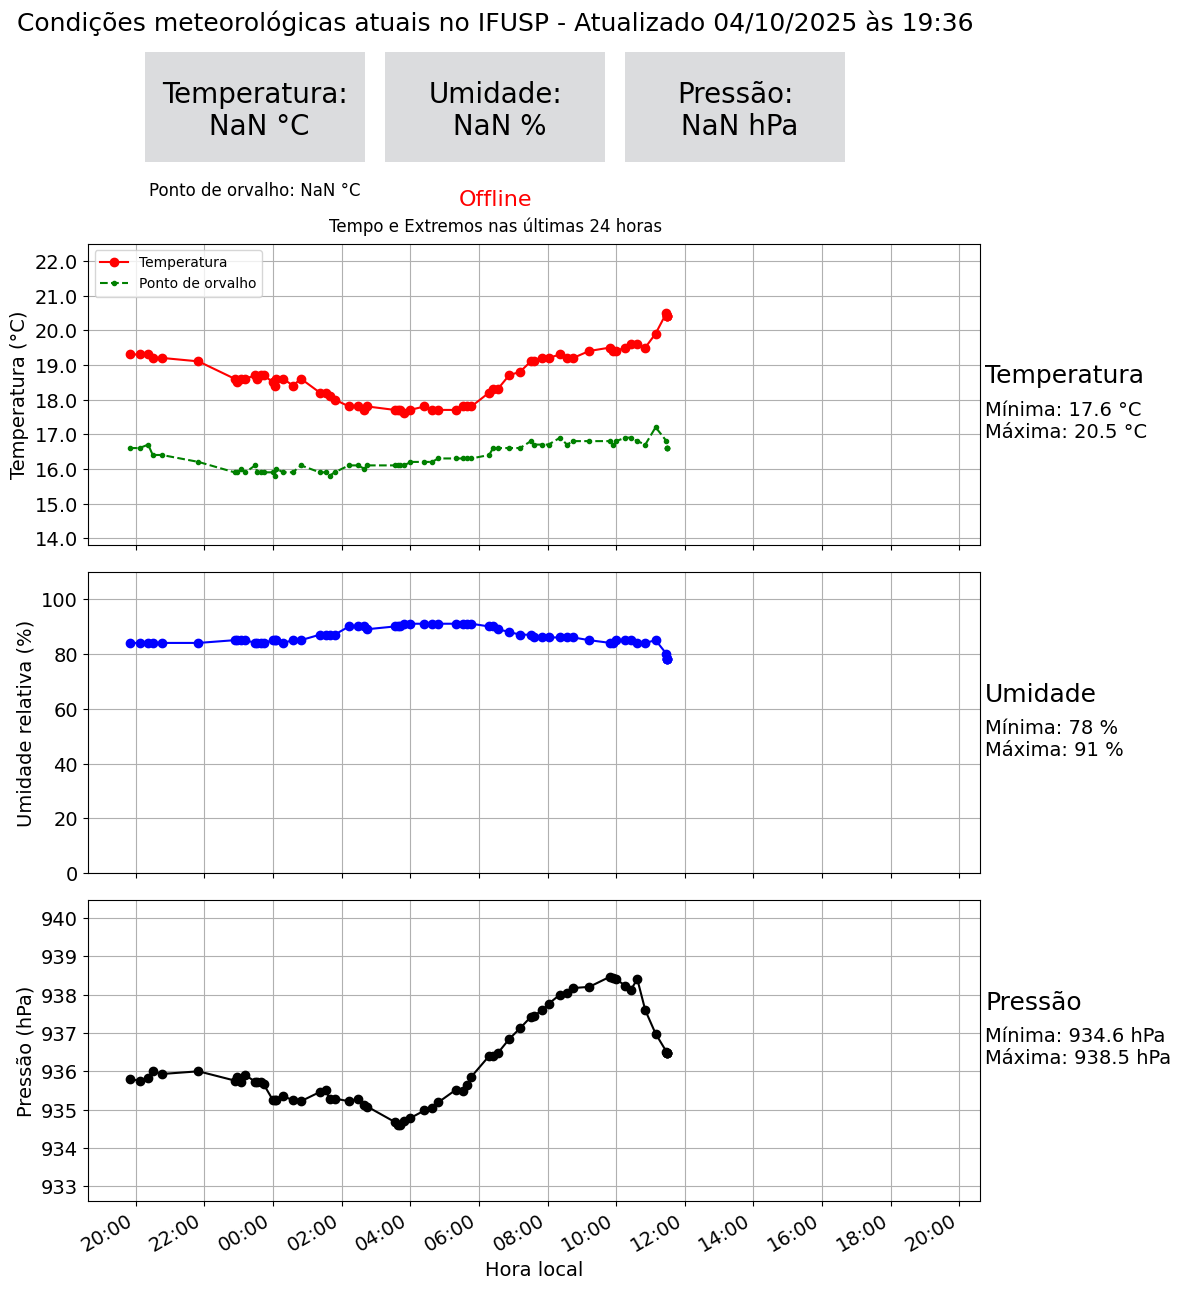 Condições meteorológicas atuais no IFUSP - Atualizado 04/10/2025 às 19:36
Temperatura:
NaN °C
Umidade:
NaN %
Pressão:
NaN hPa
Ponto de orvalho: NaN °C
Offline
Tempo e Extremos nas últimas 24 horas
Temperatura
Ponto de orvalho
22.0
21.0
20.0
19.0
18.0
17.0
16.0
15.0
14.0
Temperatura (°C)
Temperatura
Mínima: 17.6 °C
Máxima: 20.5 °C
100
80
60
40
20
0
Umidade relativa (%)
Umidade
Mínima: 78 %
Máxima: 91 %
940
939
938
937
936
935
934
933
Pressão (hPa)
Pressão
Mínima: 934.6 hPa
Máxima: 938.5 hPa
20:00 22:00 00:00 02:00 04:00 06:00 08:00 10:00 12:00 14:00 16:00 18:00 20:00
Hora local